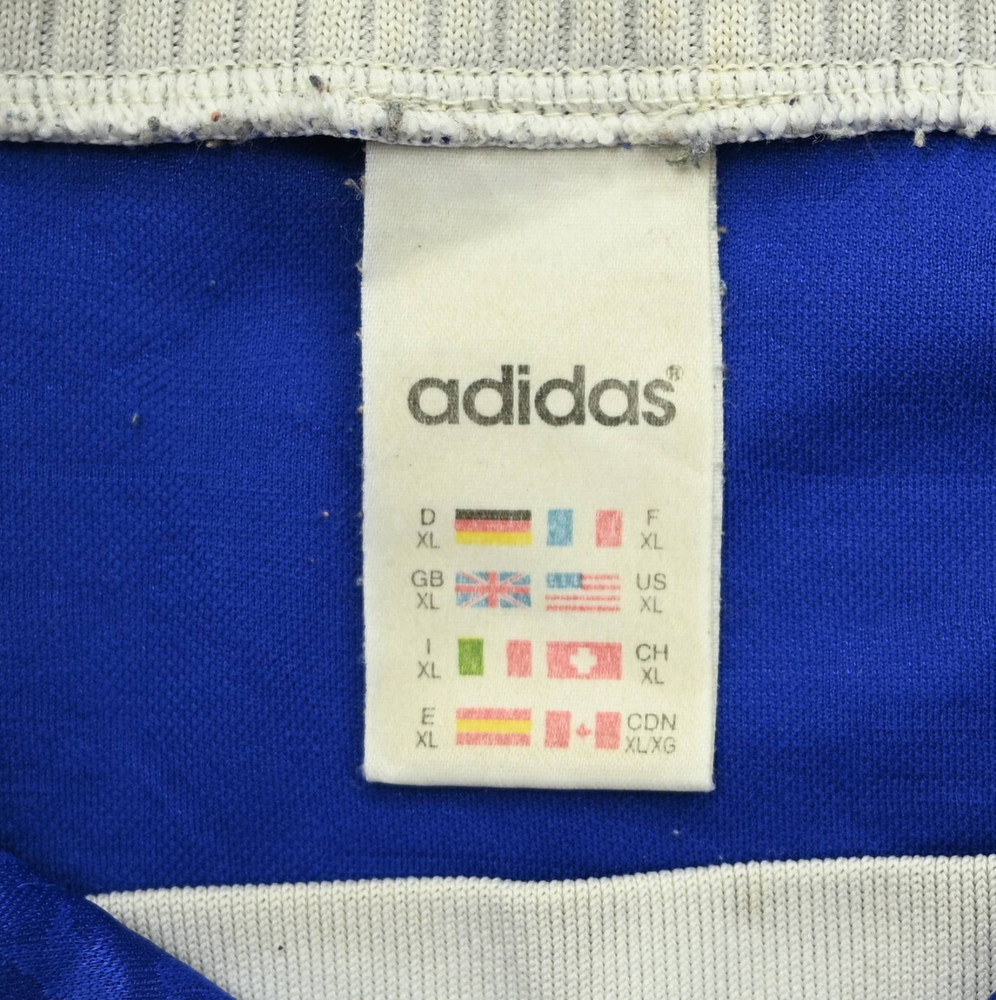 adidas®
D F
XL XL
GB US
XL XL
I CH
XL XL
E CDN
XL XL/XG